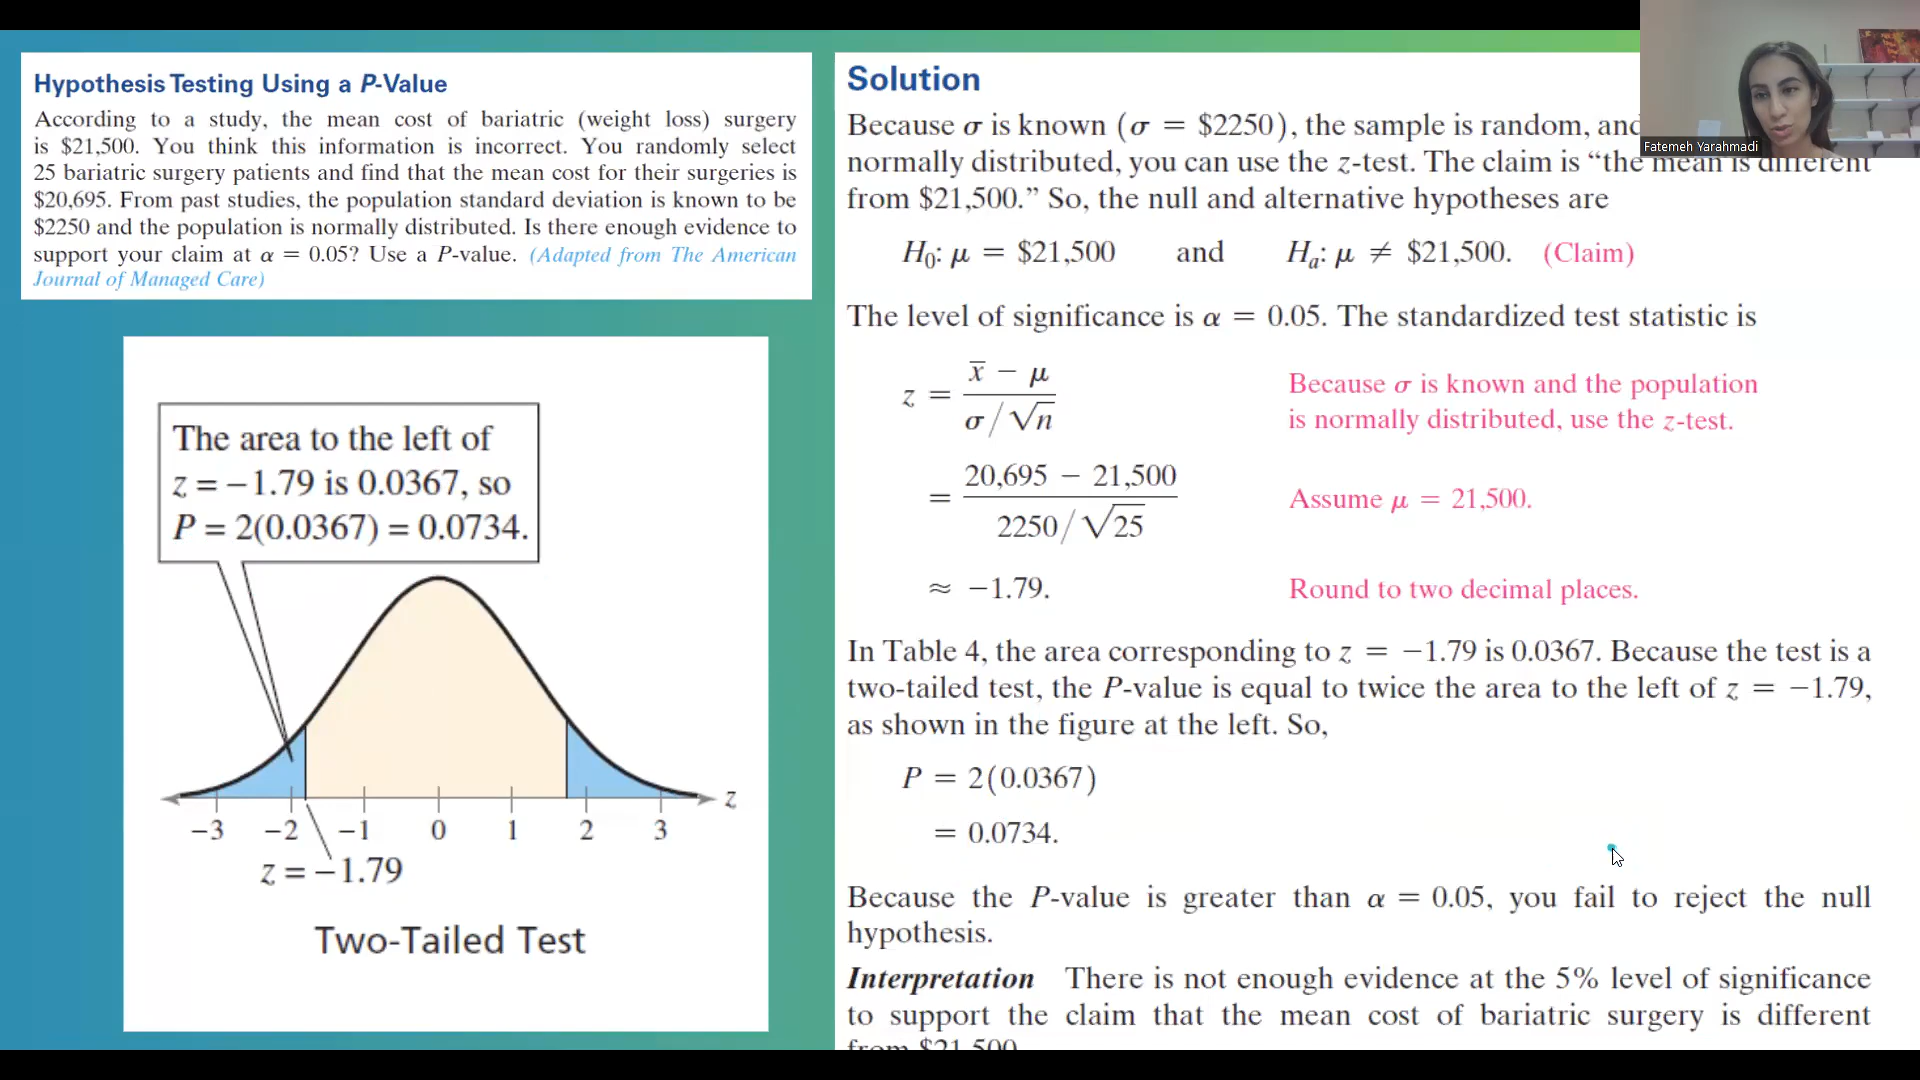 Hypothesis Testing Using a P-Value
According to a study, the mean cost of bariatric (weight loss) surgery
is $21,500. You think this information is incorrect. You randomly select
25 bariatric surgery patients and find that the mean cost for their surgeries is
$20,695. From past studies, the population standard deviation is known to be
$2250 and the population is normally distributed. Is there enough evidence to
support your claim at α = 0.05? Use a P-value. (Adapted from The American
Journal of Managed Care)
The area to the left of
z = −1.79 is 0.0367, so
P = 2(0.0367) = 0.0734.
z
−3 −2 −1 0 1 2 3
z = −1.79
Two-Tailed Test
Solution
Because σ is known (σ = $2250), the sample is random, and
normally distributed, you can use the z-test. The claim is “the mean is different
from $21,500.” So, the null and alternative hypotheses are
H₀: μ = $21,500 and Hₐ: μ ≠ $21,500. (Claim)
The level of significance is α = 0.05. The standardized test statistic is
z = (x̄ − μ) / (σ/√n)
Because σ is known and the population
is normally distributed, use the z-test.
= (20,695 − 21,500) / (2250/√25)
Assume μ = 21,500.
≈ −1.79.
Round to two decimal places.
In Table 4, the area corresponding to z = −1.79 is 0.0367. Because the test is a
two-tailed test, the P-value is equal to twice the area to the left of z = −1.79,
as shown in the figure at the left. So,
P = 2(0.0367)
= 0.0734.
Because the P-value is greater than α = 0.05, you fail to reject the null
hypothesis.
Interpretation There is not enough evidence at the 5% level of significance
to support the claim that the mean cost of bariatric surgery is different
from $21,500
Fatemeh Yarahmadi